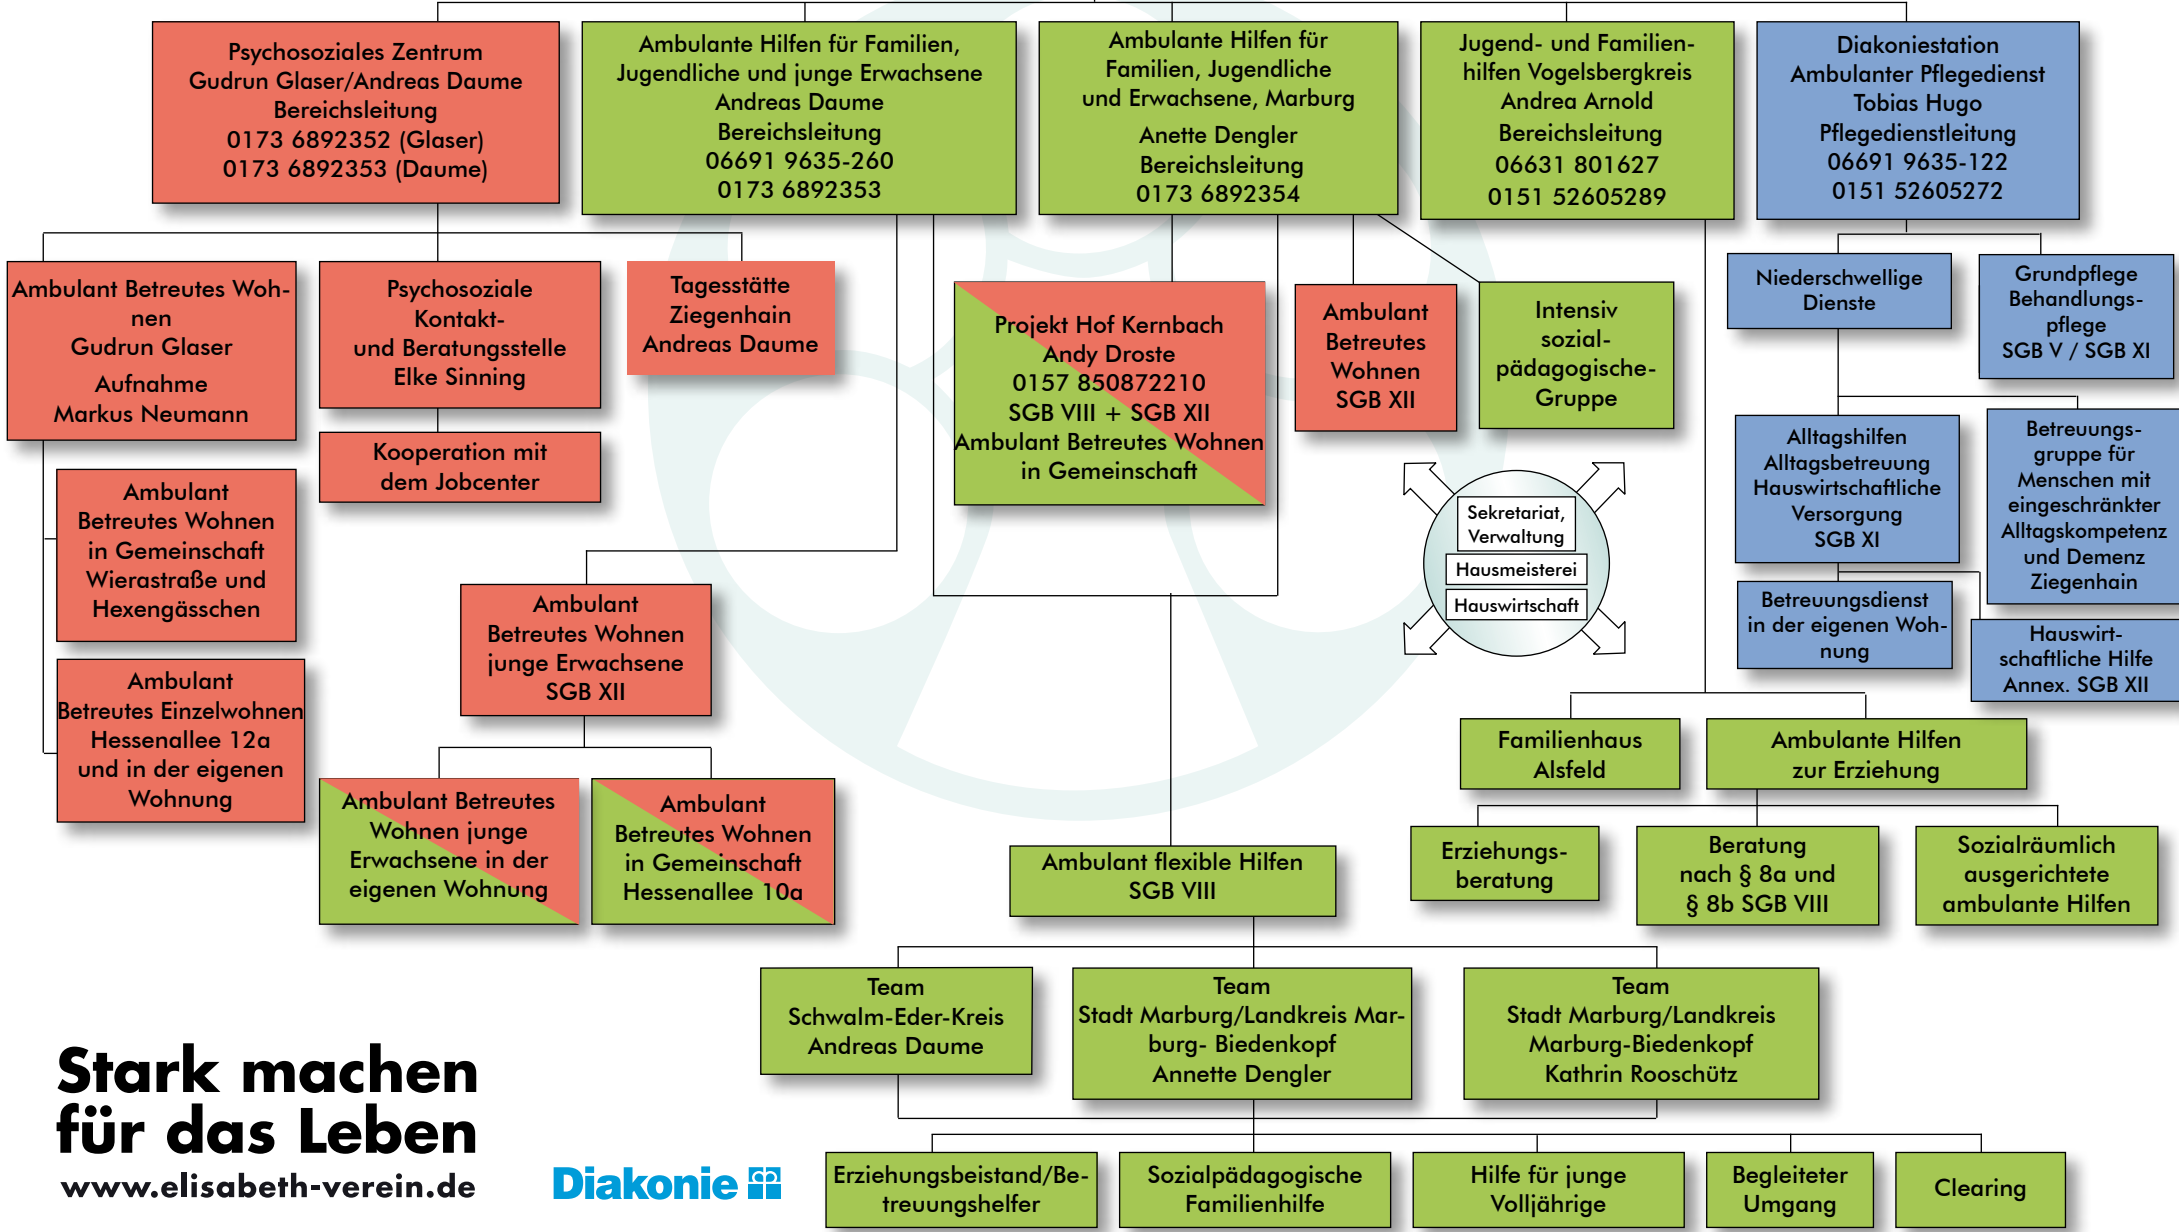 Psychosoziales Zentrum
Gudrun Glaser/Andreas Daume
Bereichsleitung
0173 6892352 (Glaser)
0173 6892353 (Daume)
Ambulante Hilfen für Familien,
Jugendliche und junge Erwachsene
Andreas Daume
Bereichsleitung
06691 9635-260
0173 6892353
Ambulante Hilfen für
Familien, Jugendliche
und Erwachsene, Marburg
Anette Dengler
Bereichsleitung
0173 6892354
Jugend- und Familien-
hilfen Vogelsbergkreis
Andrea Arnold
Bereichsleitung
06631 801627
0151 52605289
Diakoniestation
Ambulanter Pflegedienst
Tobias Hugo
Pflegedienstleitung
06691 9635-122
0151 52605272
Ambulant Betreutes Woh-
nen
Gudrun Glaser
Aufnahme
Markus Neumann
Psychosoziale
Kontakt-
und Beratungsstelle
Elke Sinning
Tagesstätte
Ziegenhain
Andreas Daume
Projekt Hof Kernbach
Andy Droste
0157 850872210
SGB VIII + SGB XII
Ambulant Betreutes Wohnen
in Gemeinschaft
Ambulant
Betreutes
Wohnen
SGB XII
Intensiv
sozial-
pädagogische-
Gruppe
Niederschwellige
Dienste
Grundpflege
Behandlungs-
pflege
SGB V / SGB XI
Kooperation mit
dem Jobcenter
Ambulant
Betreutes Wohnen
in Gemeinschaft
Wierastraße und
Hexengässchen
Sekretariat,
Verwaltung
Hausmeisterei
Hauswirtschaft
Alltagshilfen
Alltagsbetreuung
Hauswirtschaftliche
Versorgung
SGB XI
Betreuungs-
gruppe für
Menschen mit
eingeschränkter
Alltagskompetenz
und Demenz
Ziegenhain
Betreuungsdienst
in der eigenen Woh-
nung
Hauswirt-
schaftliche Hilfe
Annex. SGB XII
Ambulant
Betreutes Wohnen
junge Erwachsene
SGB XII
Ambulant
Betreutes Einzelwohnen
Hessenallee 12a
und in der eigenen
Wohnung
Ambulant Betreutes
Wohnen junge
Erwachsene in der
eigenen Wohnung
Ambulant
Betreutes Wohnen
in Gemeinschaft
Hessenallee 10a
Familienhaus
Alsfeld
Ambulante Hilfen
zur Erziehung
Ambulant flexible Hilfen
SGB VIII
Erziehungs-
beratung
Beratung
nach § 8a und
§ 8b SGB VIII
Sozialräumlich
ausgerichtete
ambulante Hilfen
Team
Schwalm-Eder-Kreis
Andreas Daume
Team
Stadt Marburg/Landkreis Mar-
burg- Biedenkopf
Annette Dengler
Team
Stadt Marburg/Landkreis
Marburg-Biedenkopf
Kathrin Rooschütz
Erziehungsbeistand/Be-
treuungshelfer
Sozialpädagogische
Familienhilfe
Hilfe für junge
Volljährige
Begleiteter
Umgang
Clearing
Stark machen
für das Leben
www.elisabeth-verein.de
Diakonie